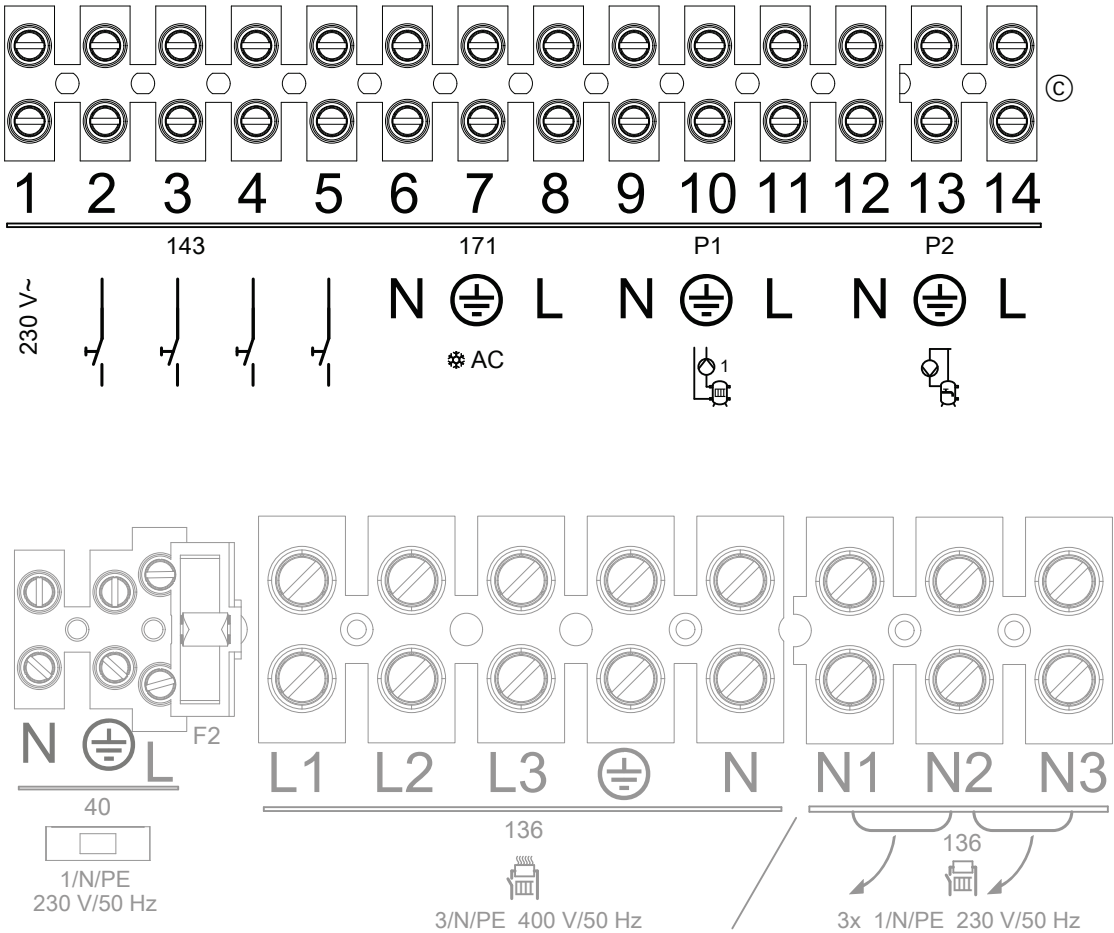 C
1 2 3 4 5 6 7 8 9 10 11 12 13 14
143 171 P1 P2
230 V~
N L N L N L
AC
1
N L F2
L1 L2 L3 N N1 N2 N3
40
136
136
1/N/PE
230 V/50 Hz
3/N/PE 400 V/50 Hz
3x 1/N/PE 230 V/50 Hz